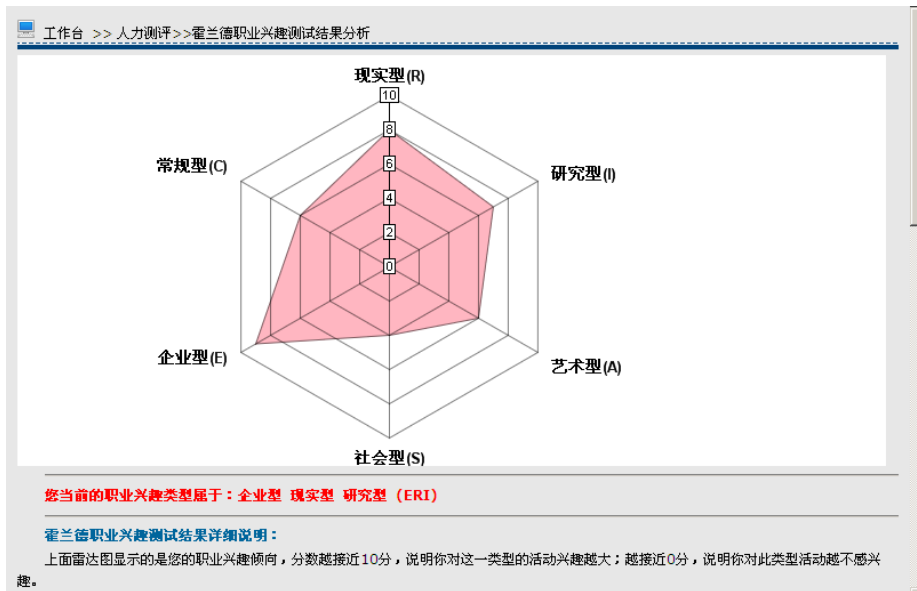 工作台 >> 人力测评>>霍兰德职业兴趣测试结果分析
现实型(R)
10
8
常规型(C)
6
研究型(I)
4
2
0
企业型(E)
艺术型(A)
社会型(S)
您当前的职业兴趣类型属于：企业型 现实型 研究型 (ERI)
霍兰德职业兴趣测试结果详细说明：
上面雷达图显示的是您的职业兴趣倾向，分数越接近10分，说明你对这一类型的活动兴趣越大；越接近0分，说明你对此类型活动越不感兴
趣。